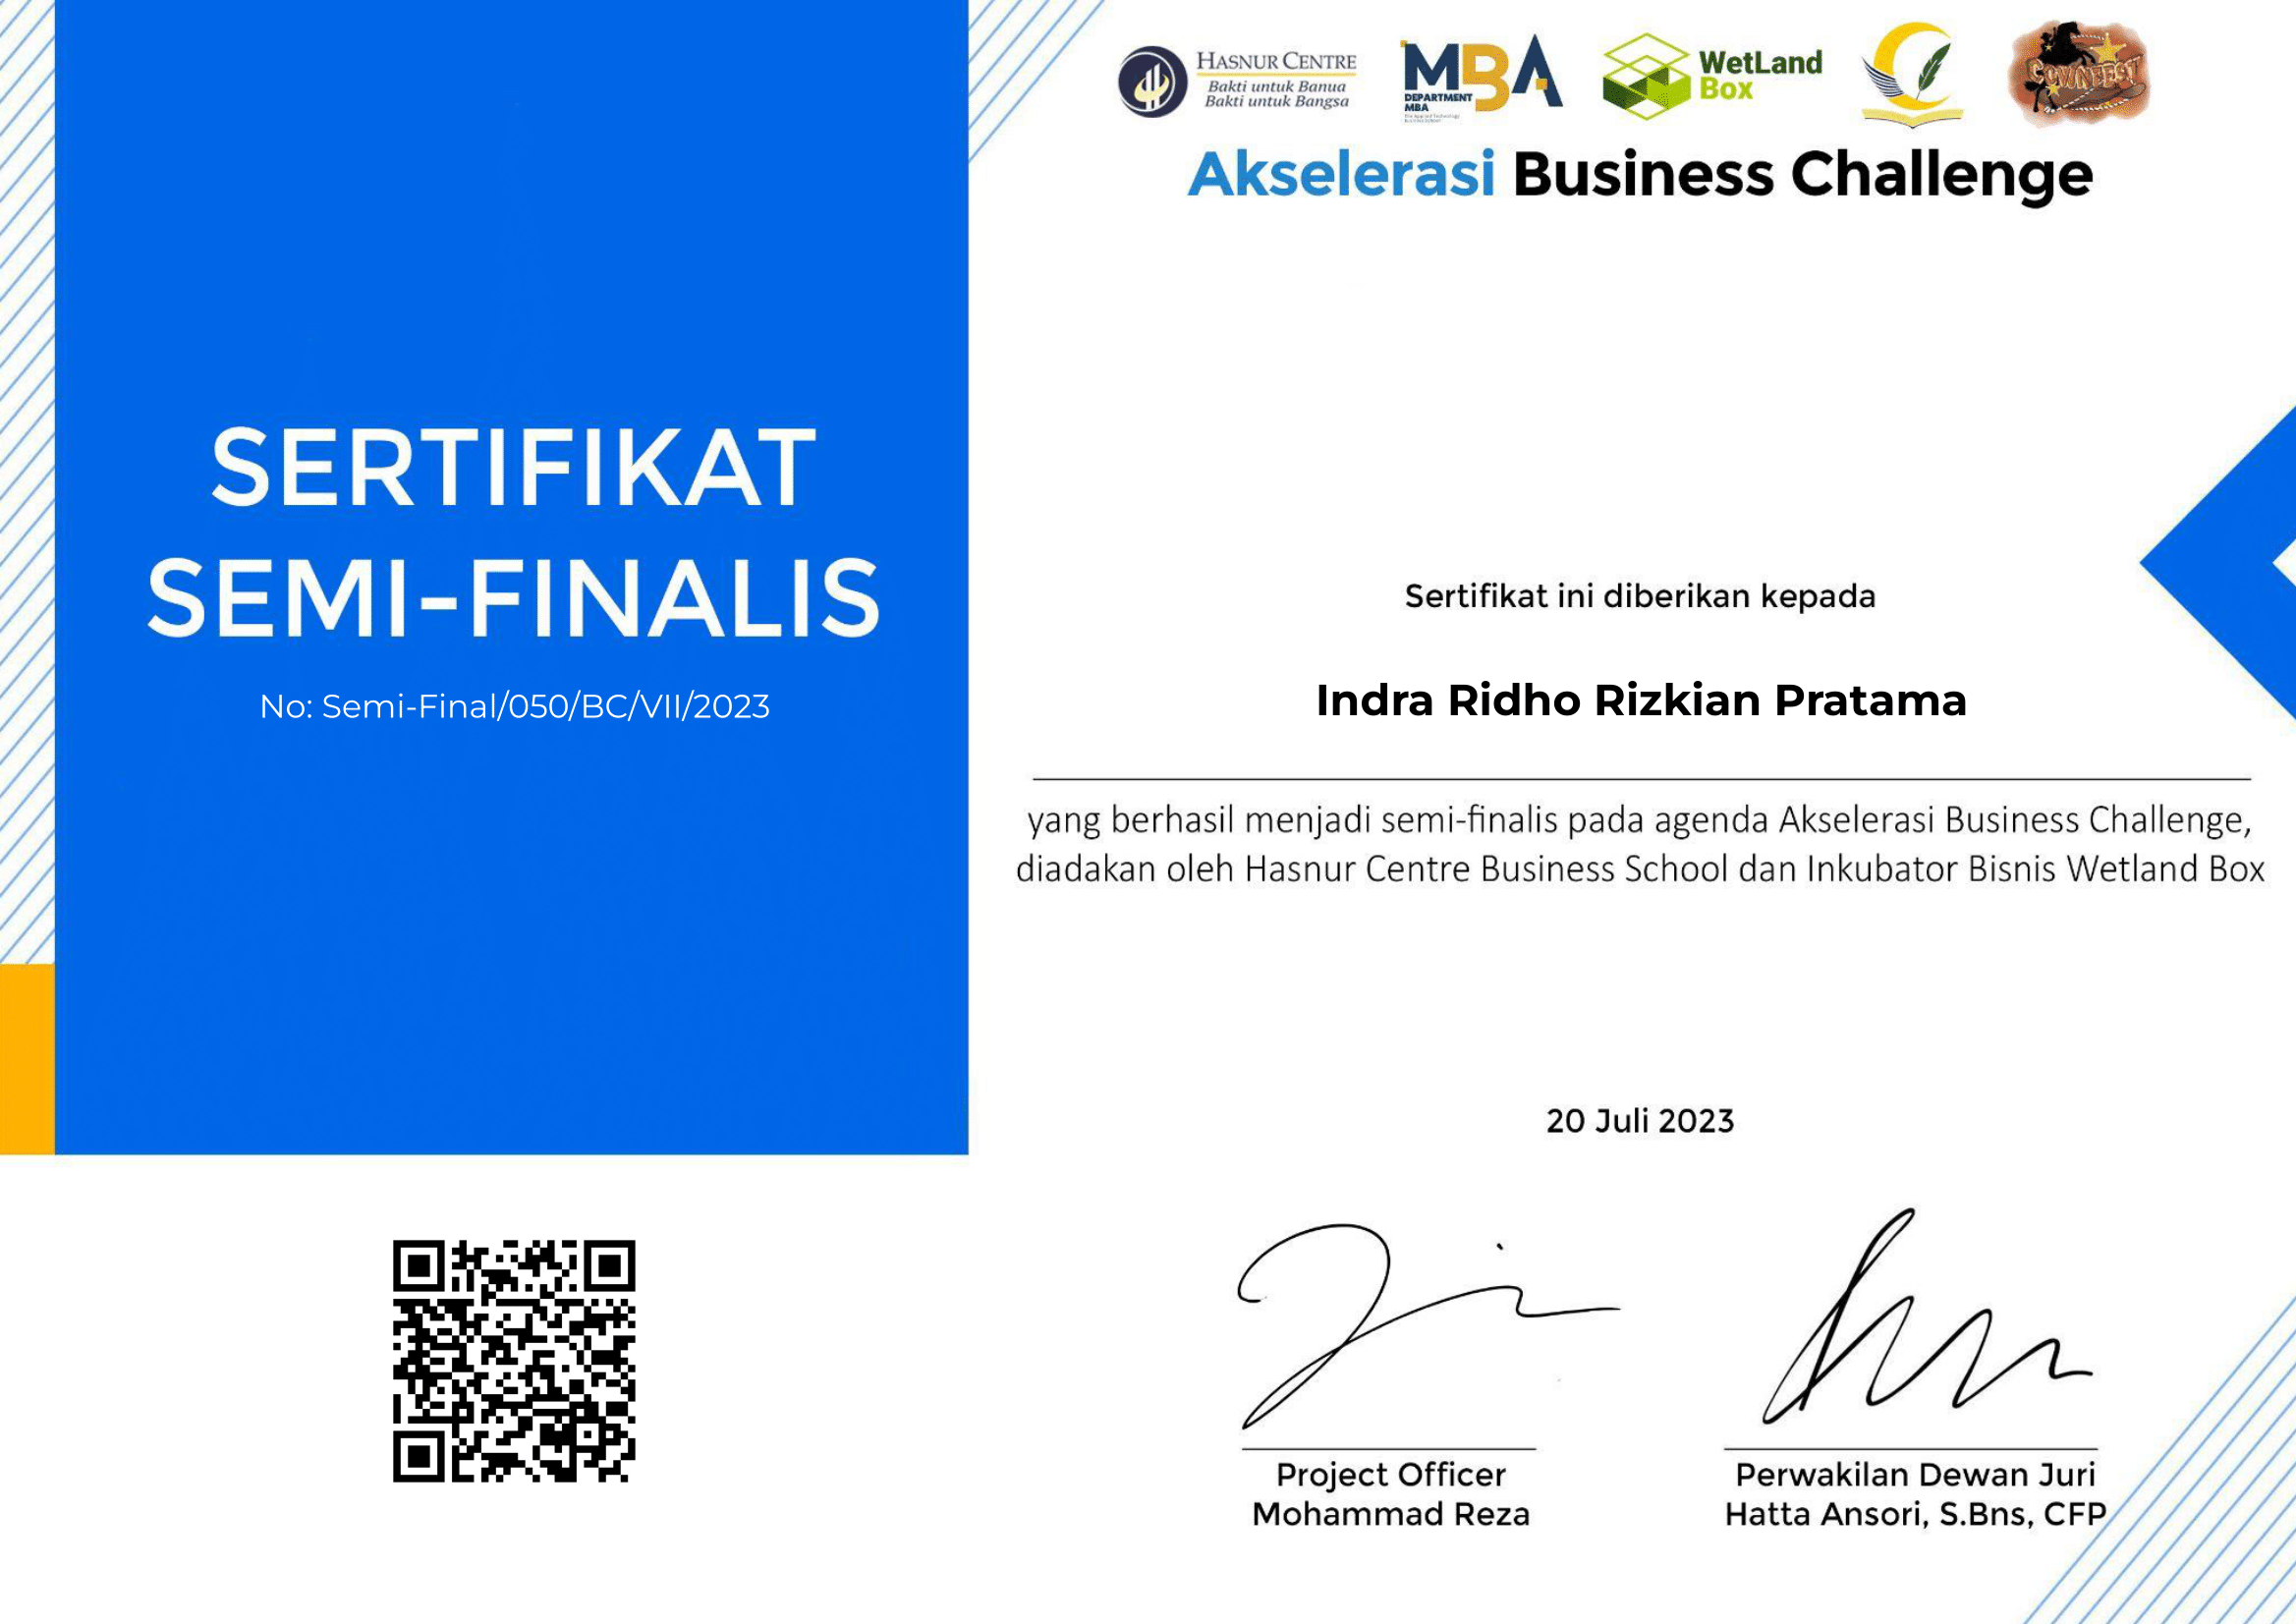 HASNUR CENTRE
Bakti untuk Banua
Bakti untuk Bangsa
MBA
DEPARTMENT
MBA
WetLand
Box
COWINFEST
Akselerasi Business Challenge
SERTIFIKAT
SEMI-FINALIS
No: Semi-Final/050/BC/VII/2023
Sertifikat ini diberikan kepada
Indra Ridho Rizkian Pratama
yang berhasil menjadi semi-finalis pada agenda Akselerasi Business Challenge,
diadakan oleh Hasnur Centre Business School dan Inkubator Bisnis Wetland Box
20 Juli 2023
Project Officer
Mohammad Reza
Perwakilan Dewan Juri
Hatta Ansori, S.Bns, CFP